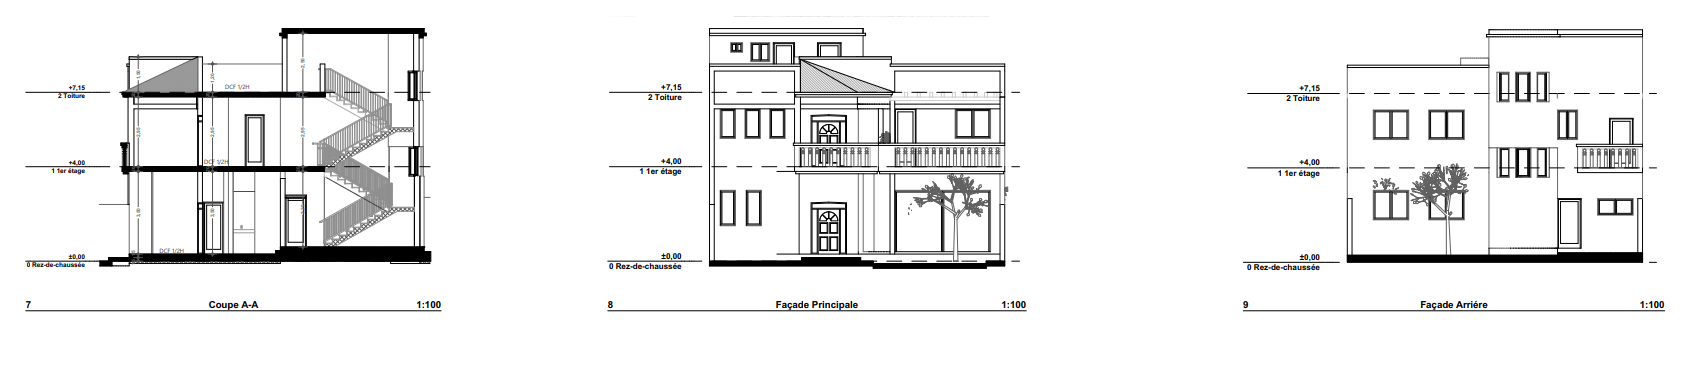 DCF 1/2H
+7,15
2 Toiture
DCF 1/2H
+4,00
1 1er étage
DCF 1/2H
±0,00
0 Rez-de-chaussée
7 Coupe A-A 1:100
+7,15
2 Toiture
+4,00
1 1er étage
±0,00
0 Rez-de-chaussée
8 Façade Principale 1:100
+7,15
2 Toiture
+4,00
1 1er étage
±0,00
0 Rez-de-chaussée
9 Façade Arriére 1:100